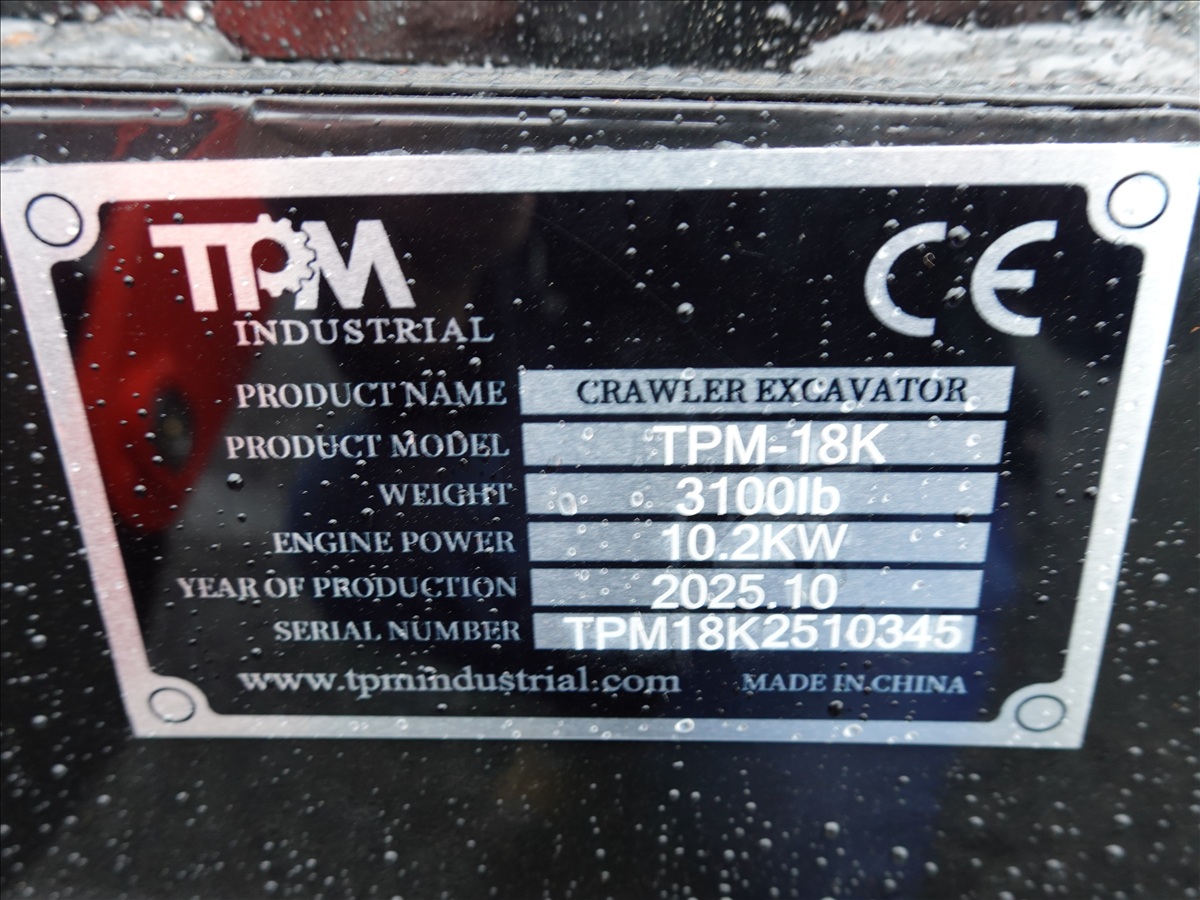 TPM
INDUSTRIAL
CE
PRODUCT NAME CRAWLER EXCAVATOR
PRODUCT MODEL TPM-18K
WEIGHT 3100lb
ENGINE POWER 10.2KW
YEAR OF PRODUCTION 2025.10
SERIAL NUMBER TPM18K2510345
www.tpmindustrial.com MADE IN CHINA